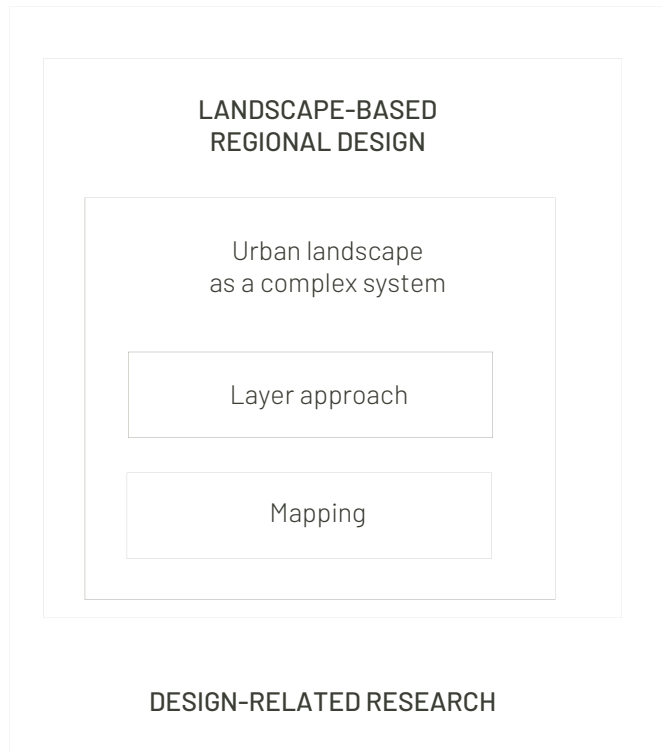 LANDSCAPE-BASED
REGIONAL DESIGN
Urban landscape
as a complex system
Layer approach
Mapping
DESIGN-RELATED RESEARCH